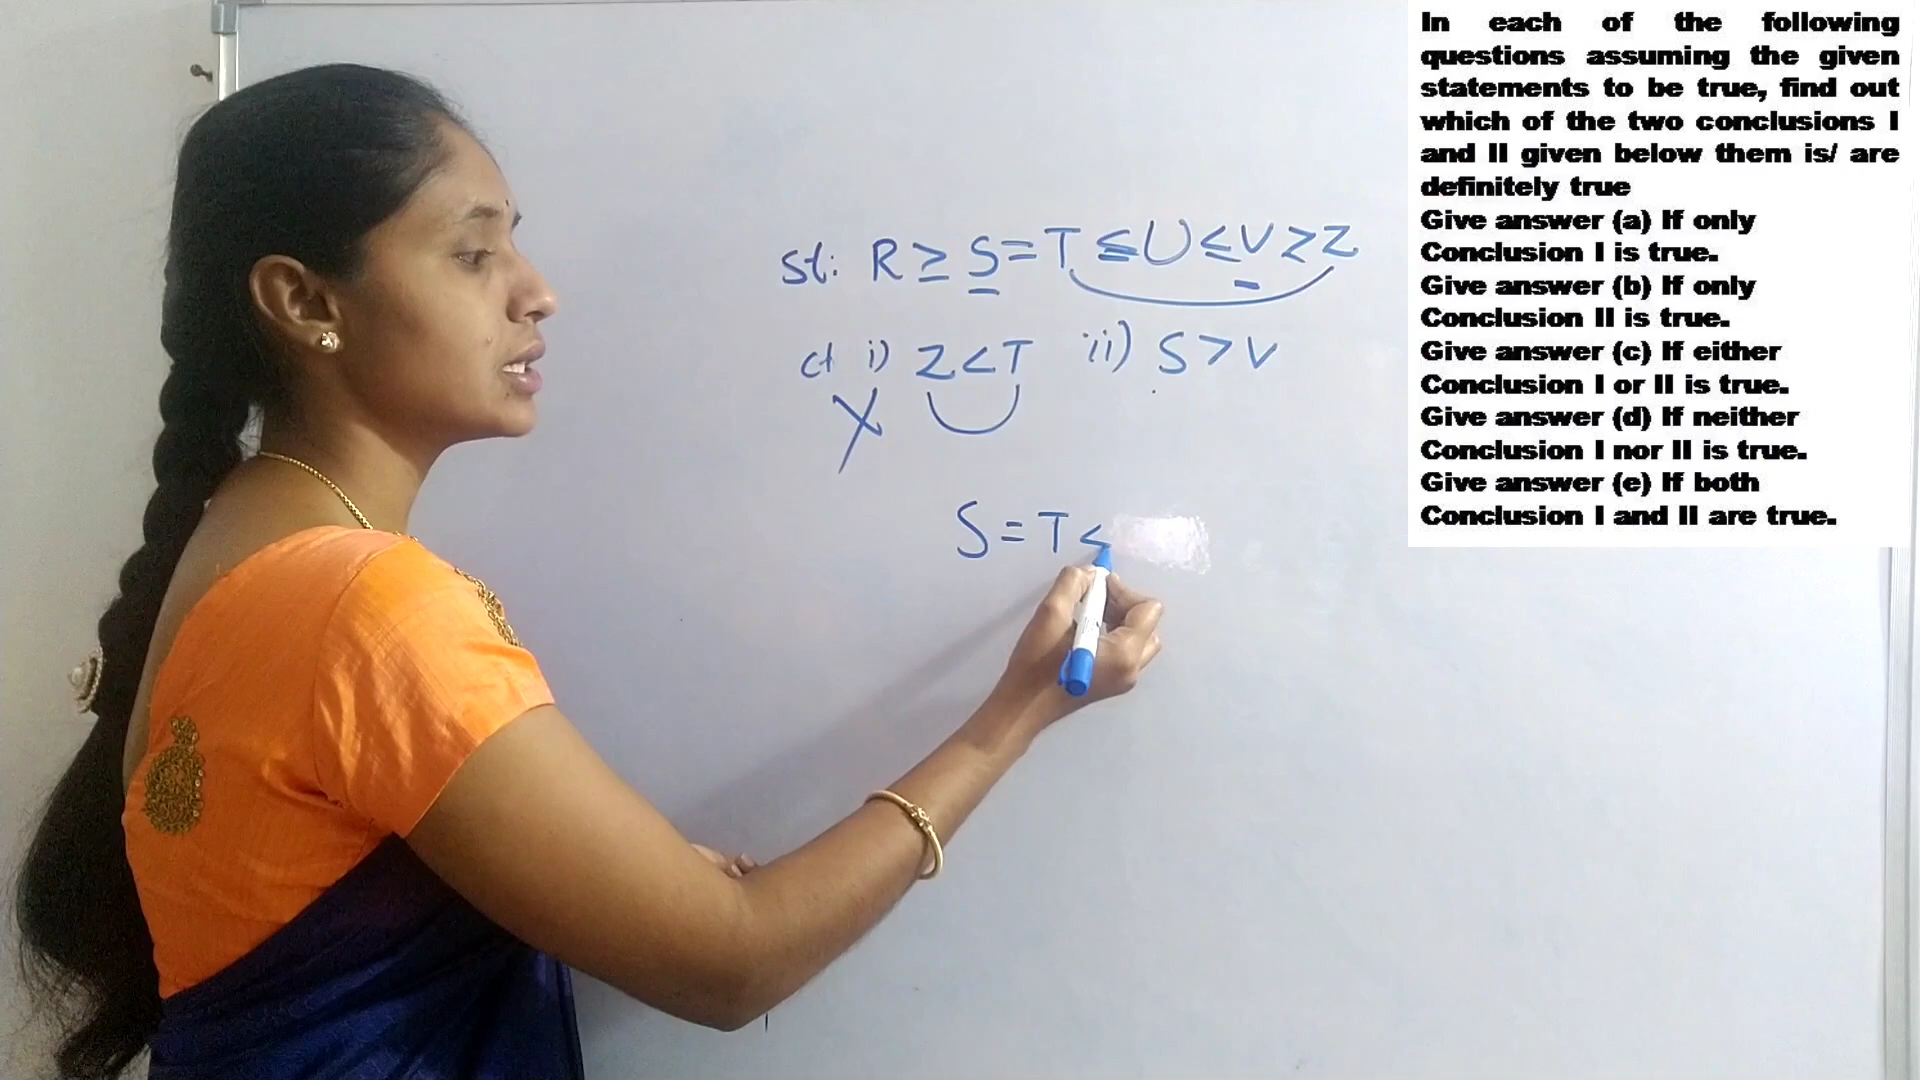 St: R ≥ S = T ≤ U ≤ V ≥ Z
ct i) Z < T ii) S > V
X
S = T <
In each of the following
questions assuming the given
statements to be true, find out
which of the two conclusions I
and II given below them is/ are
definitely true
Give answer (a) If only
Conclusion I is true.
Give answer (b) If only
Conclusion II is true.
Give answer (c) If either
Conclusion I or II is true.
Give answer (d) If neither
Conclusion I nor II is true.
Give answer (e) If both
Conclusion I and II are true.